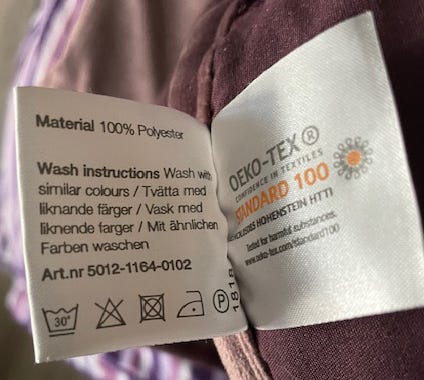 Material 100% Polyester
Wash instructions Wash with
similar colours / Tvätta med
liknande färger / Vask med
liknende farger / Mit ähnlichen
Farben waschen
Art.nr 5012-1164-0102
30°
P
1818
OEKO-TEX®
CONFIDENCE IN TEXTILES
STANDARD 100
HOHENSTEIN HTTI
Tested for harmful substances.
www.oeko-tex.com/standard100